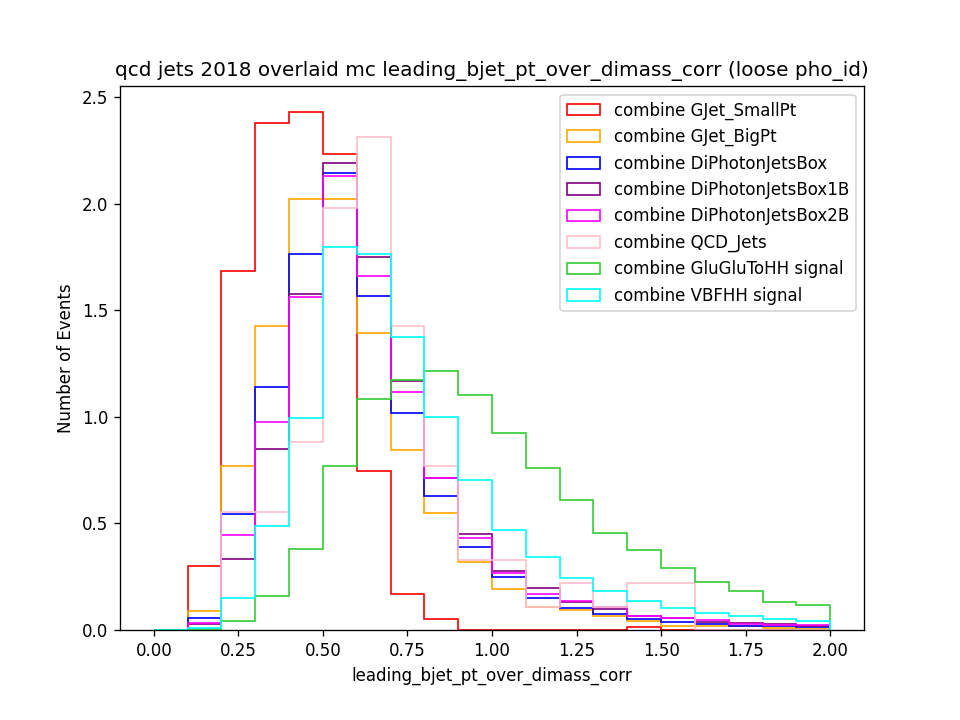 qcd jets 2018 overlaid mc leading_bjet_pt_over_dimass_corr (loose pho_id)
combine GJet_SmallPt
combine GJet_BigPt
combine DiPhotonJetsBox
combine DiPhotonJetsBox1B
combine DiPhotonJetsBox2B
combine QCD_Jets
combine GluGluToHH signal
combine VBFHH signal
Number of Events
2.5
2.0
1.5
1.0
0.5
0.0
0.00 0.25 0.50 0.75 1.00 1.25 1.50 1.75 2.00
leading_bjet_pt_over_dimass_corr